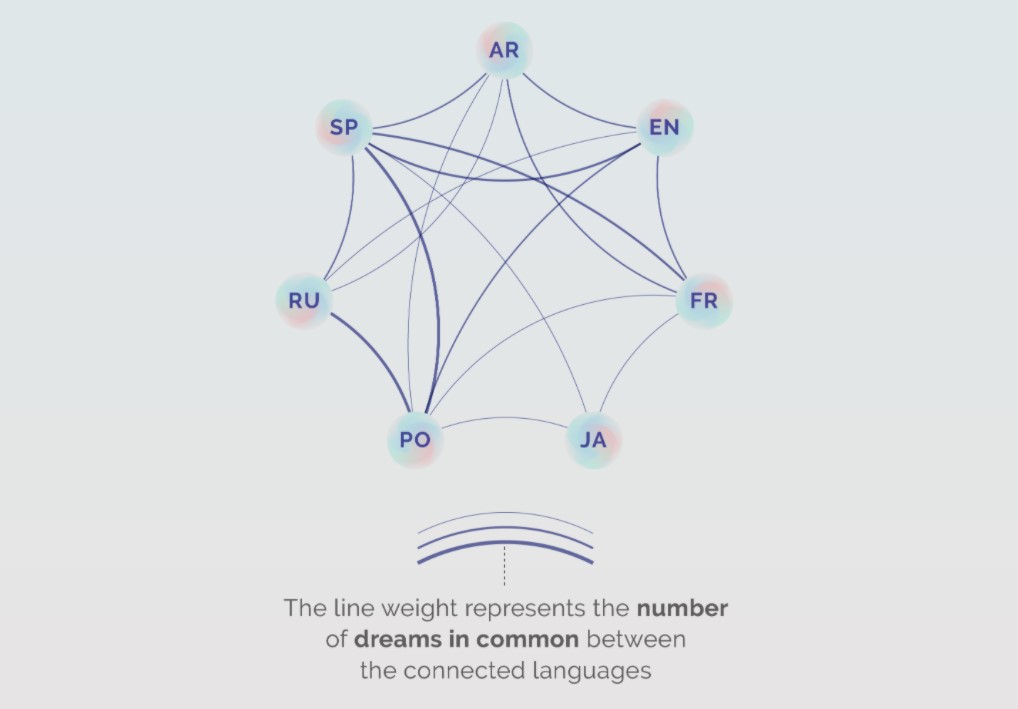 AR
SP
EN
RU
FR
PO
JA
The line weight represents the number
of dreams in common between
the connected languages